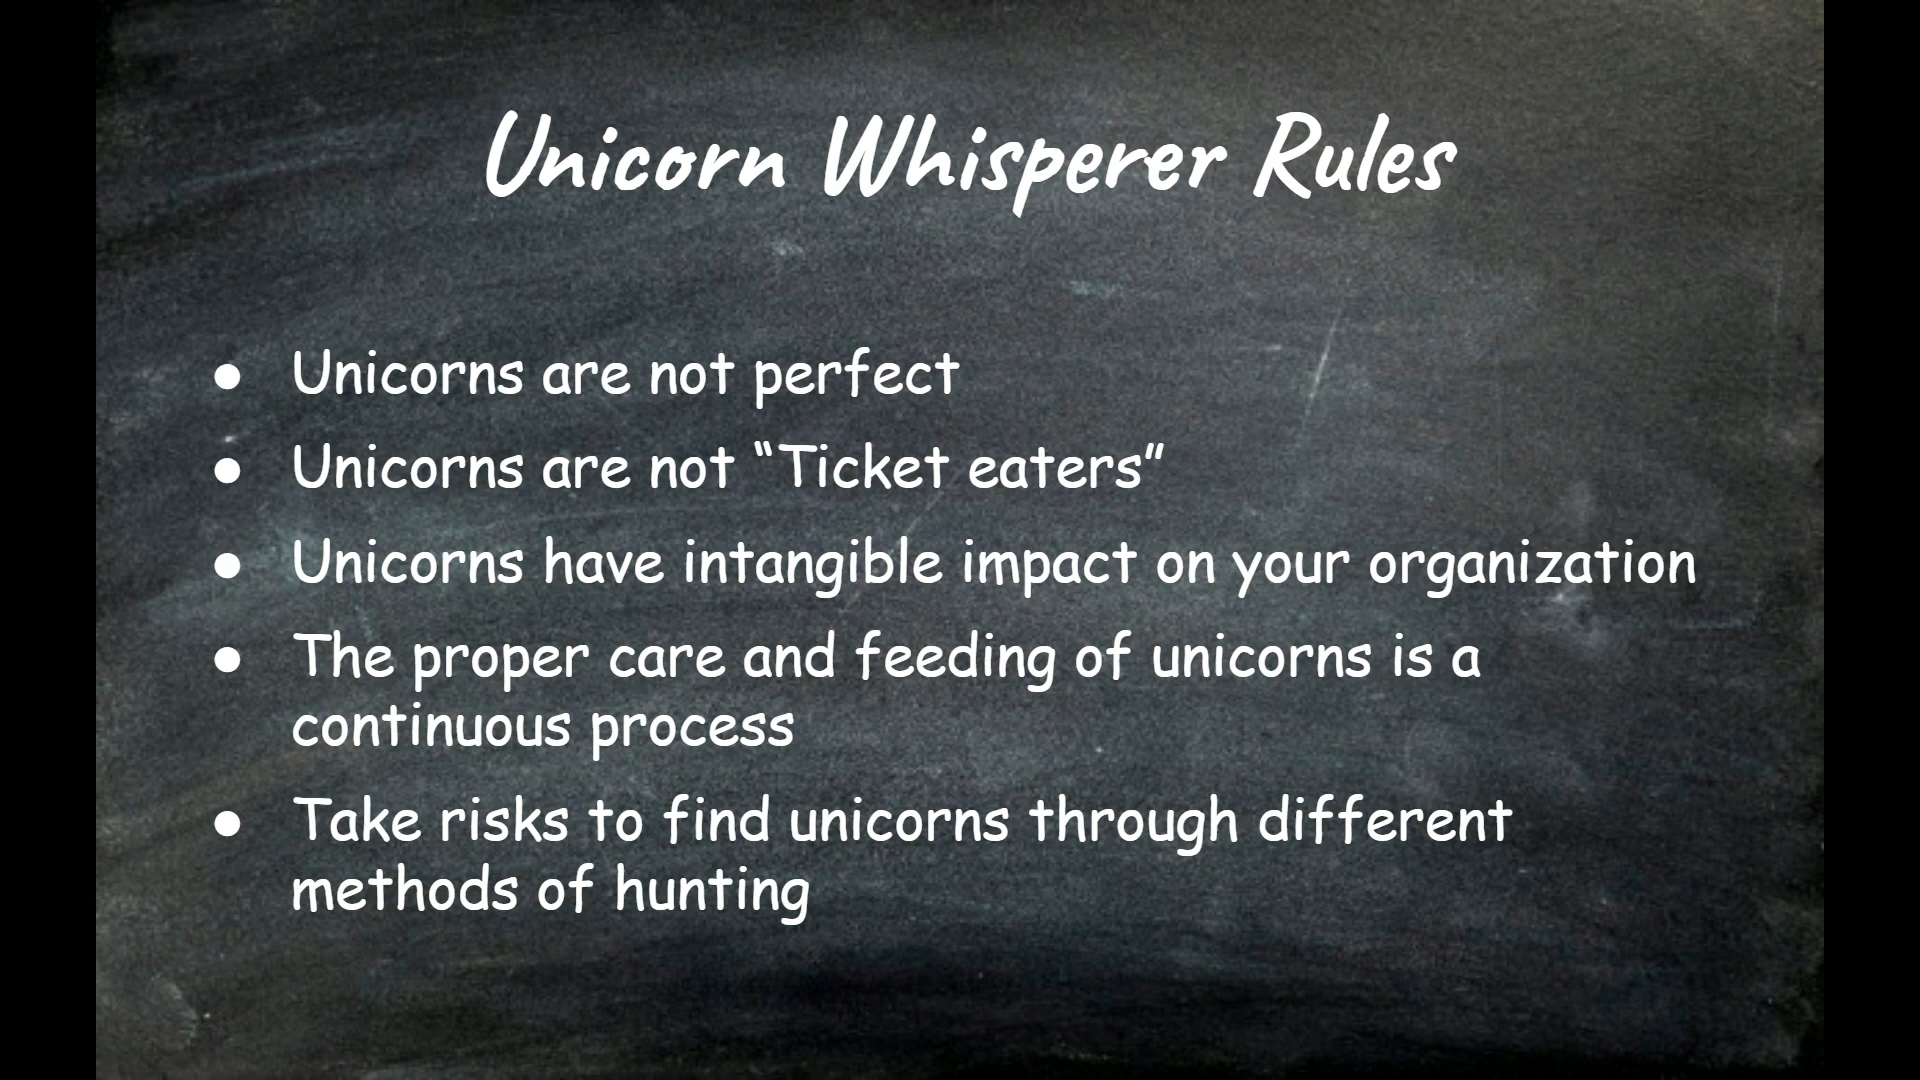 Unicorn Whisperer Rules
● Unicorns are not perfect
● Unicorns are not “Ticket eaters”
● Unicorns have intangible impact on your organization
● The proper care and feeding of unicorns is a
continuous process
● Take risks to find unicorns through different
methods of hunting